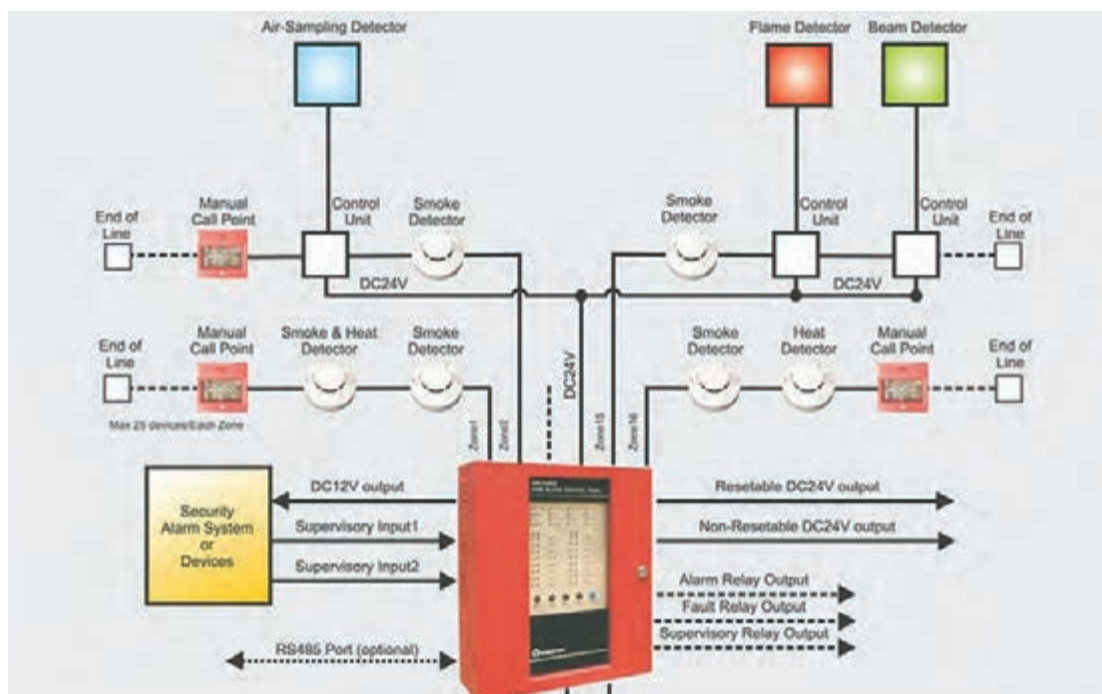 Air-Sampling Detector
Flame Detector
Beam Detector
End of
Line
Manual
Call Point
Control
Unit
Smoke
Detector
Smoke
Detector
Control
Unit
Control
Unit
End of
Line
DC24V
DC24V
End of
Line
Manual
Call Point
Smoke & Heat
Detector
Smoke
Detector
DC24V
Smoke
Detector
Heat
Detector
Manual
Call Point
End of
Line
Max 25 devices/Each Zone
Zone1
Zone2
Zone15
Zone16
Security
Alarm System
or
Devices
DC12V output
Supervisory Input1
Supervisory Input2
RS485 Port (optional)
Resetable DC24V output
Non-Resetable DC24V output
Alarm Relay Output
Fault Relay Output
Supervisory Relay Output